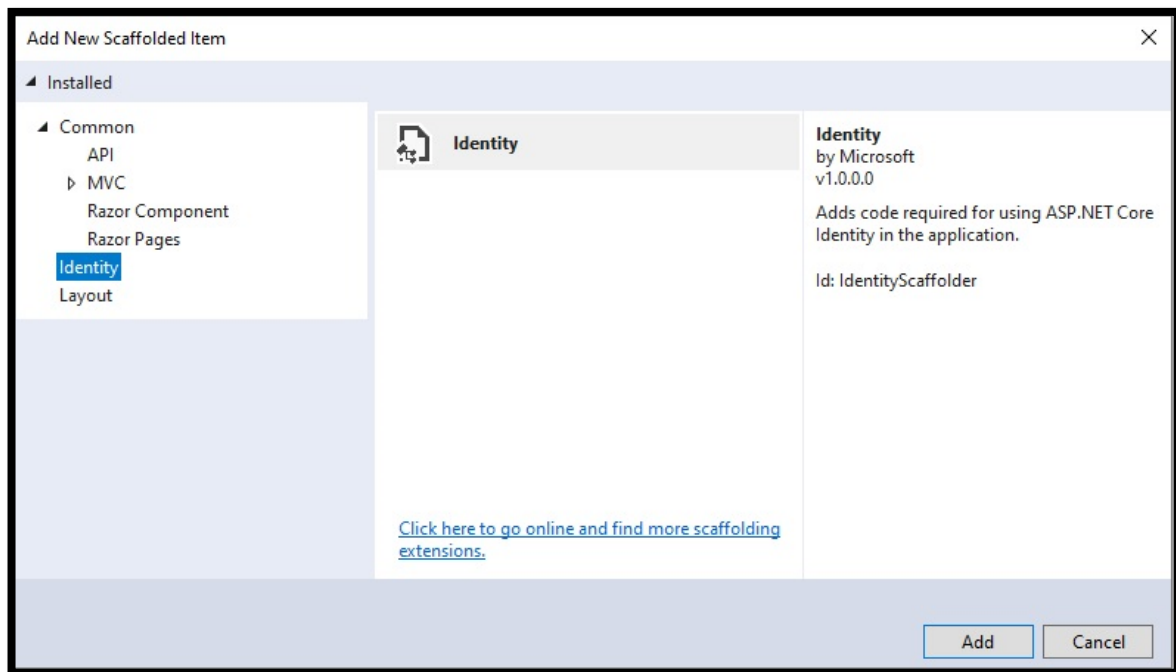 Add New Scaffolded Item
Installed
Common
API
MVC
Razor Component
Razor Pages
Identity
Layout
Identity
Click here to go online and find more scaffolding
extensions.
Identity
by Microsoft
v1.0.0.0
Adds code required for using ASP.NET Core
Identity in the application.
Id: IdentityScaffolder
Add
Cancel